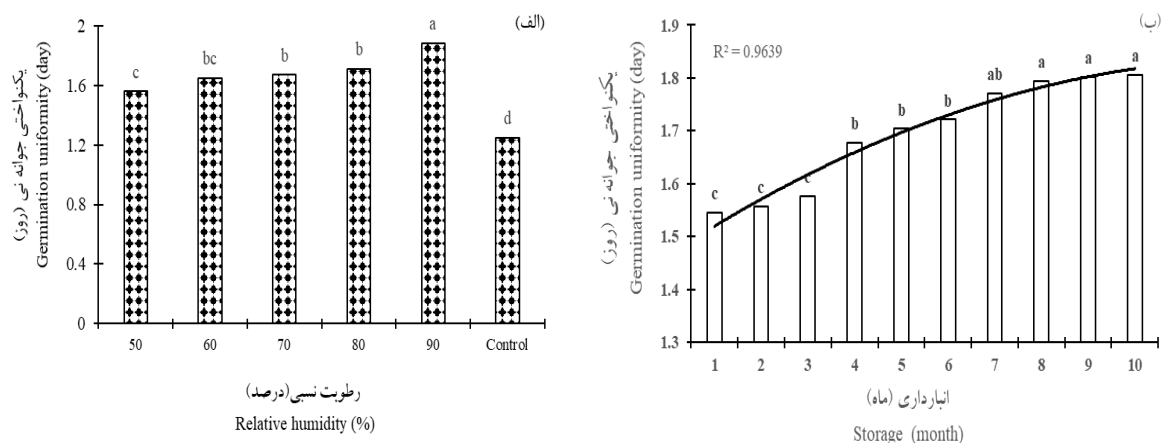 (الف)
یکنواختی جوانه نی (روز)
Germination uniformity (day)
2
1.6
1.2
0.8
0.4
0
c
bc
b
b
a
d
50
60
70
80
90
Control
رطوبت نسبی(درصد)
Relative humidity (%)
(ب)
یکنواختی جوانه نی (روز)
Germination uniformity (day)
R² = 0.9639
1.9
1.8
1.7
1.6
1.5
1.4
1.3
c
c
c
b
b
b
ab
a
a
a
1
2
3
4
5
6
7
8
9
10
انبارداری (ماه)
Storage (month)